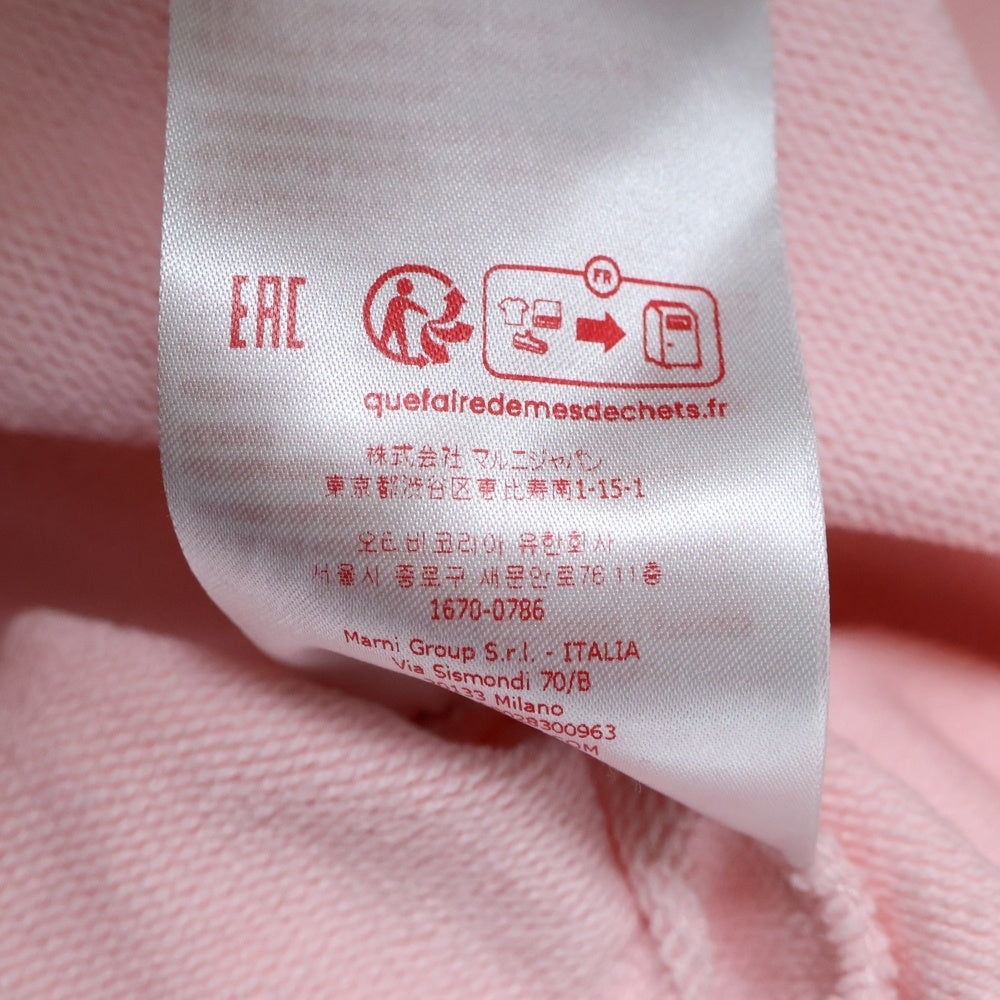 EAC
FR
quefairedemesdechets.fr
株式会社 マルニジャパン
東京都渋谷区恵比寿南1-15-1
오티비코리아 유한회사
서울시 종로구 새문안로76 11층
1670-0786
Marni Group S.r.l. - ITALIA
Via Sismondi 70/B
Milano